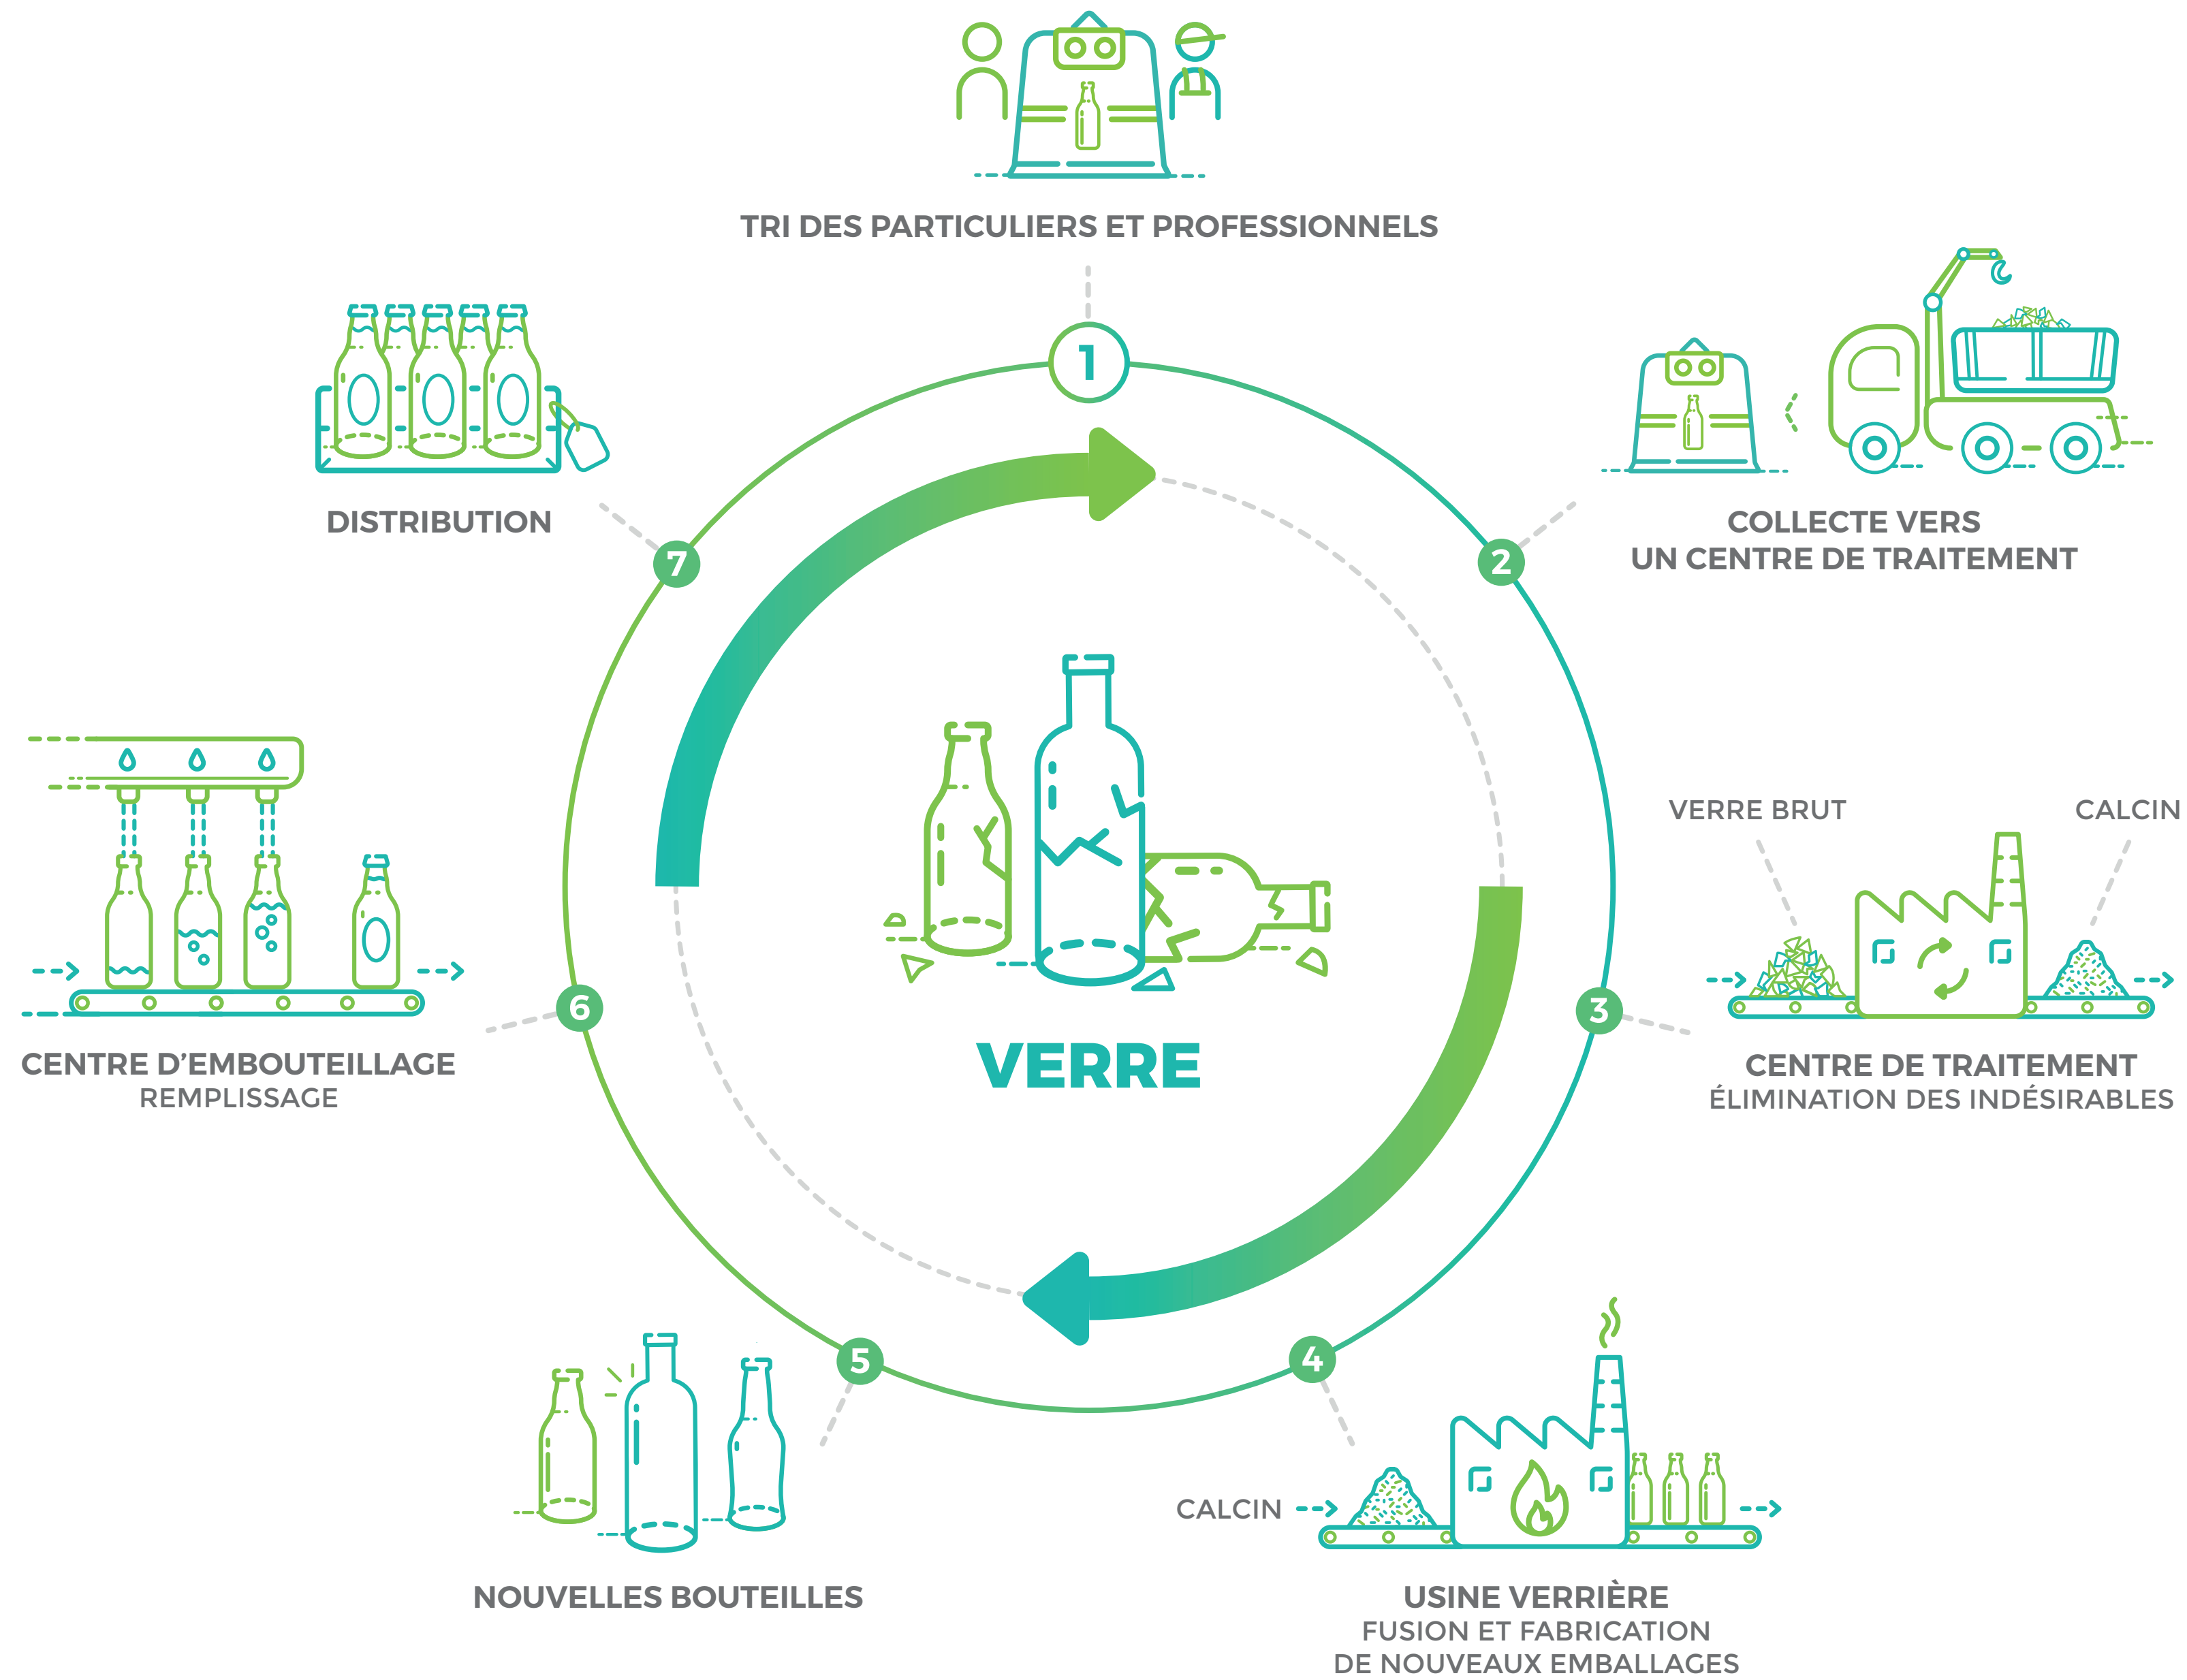 TRI DES PARTICULIERS ET PROFESSIONNELS
1
2
COLLECTE VERS
UN CENTRE DE TRAITEMENT
VERRE BRUT
CALCIN
3
CENTRE DE TRAITEMENT
ÉLIMINATION DES INDÉSIRABLES
4
CALCIN
USINE VERRIÈRE
FUSION ET FABRICATION
DE NOUVEAUX EMBALLAGES
5
NOUVELLES BOUTEILLES
6
CENTRE D’EMBOUTEILLAGE
REMPLISSAGE
7
DISTRIBUTION
VERRE